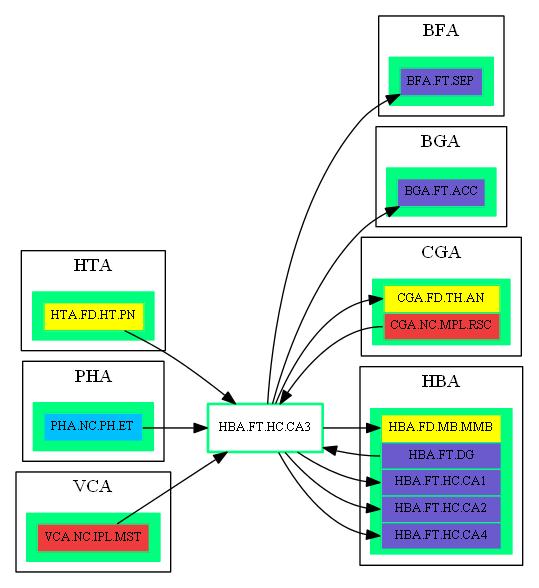 BFA
BFA.FT.SEP
BGA
BGA.FT.ACC
CGA
CGA.FD.TH.AN
CGA.NC.MPL.RSC
HTA
HTA.FD.HT.PN
PHA
PHA.NC.PH.ET
VCA
VCA.NC.IPL.MST
HBA.FT.HC.CA3
HBA
HBA.FD.MB.MMB
HBA.FT.DG
HBA.FT.HC.CA1
HBA.FT.HC.CA2
HBA.FT.HC.CA4